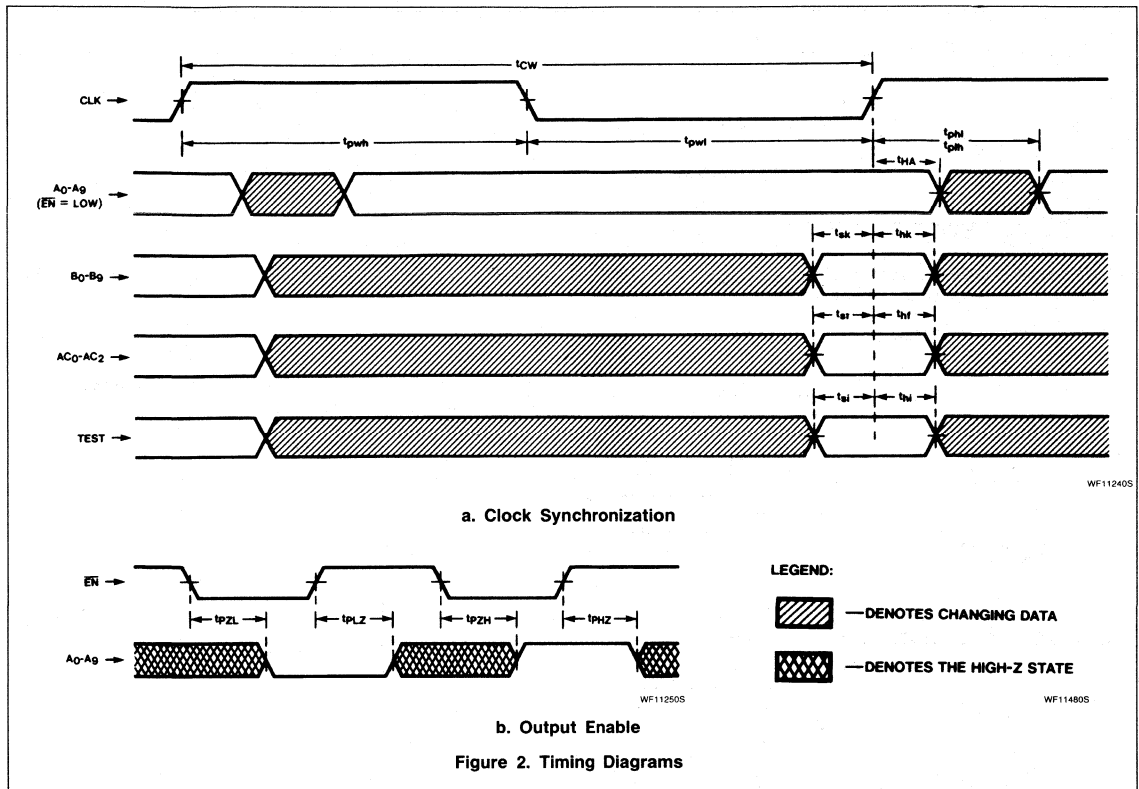 tCW
CLK
tpwh
tpwl
tphl
tplh
tHA
A0-A9
(E̅N̅ = LOW)
tsk
thk
B0-B9
tsf
thf
AC0-AC2
tsi
thi
TEST
WF11240S
a. Clock Synchronization
E̅N̅
tPZL
tPLZ
tPZH
tPHZ
A0-A9
WF11250S
LEGEND:
—DENOTES CHANGING DATA
—DENOTES THE HIGH-Z STATE
WF11480S
b. Output Enable
Figure 2. Timing Diagrams